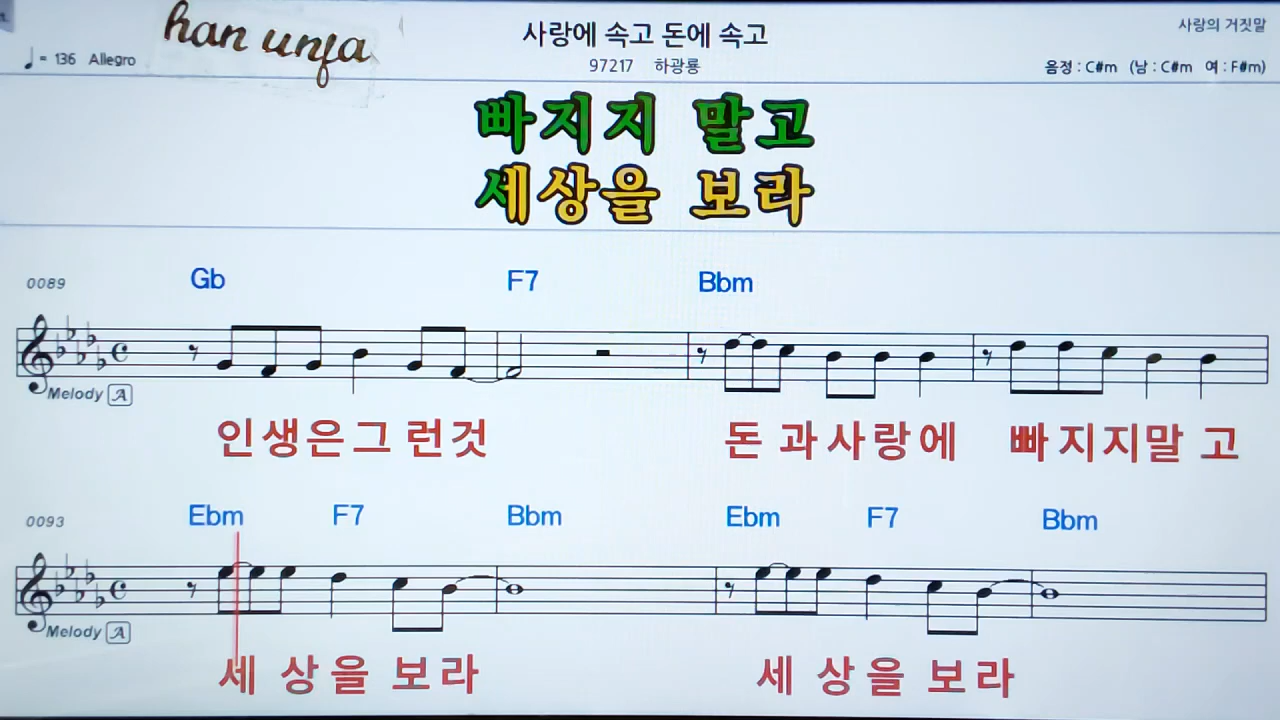 han unja
사랑에 속고 돈에 속고
사랑의 거짓말
♩ = 136 Allegro
97217 하광룡
음정 : C#m (남 : C#m 여 : F#m)
빠지지 말고
세상을 보라
0089 Gb F7 Bbm
Melody A
인생은그 런것 돈 과사랑에 빠지지말 고
0093 Ebm F7 Bbm Ebm F7 Bbm
Melody A
세 상을 보라 세 상을 보라